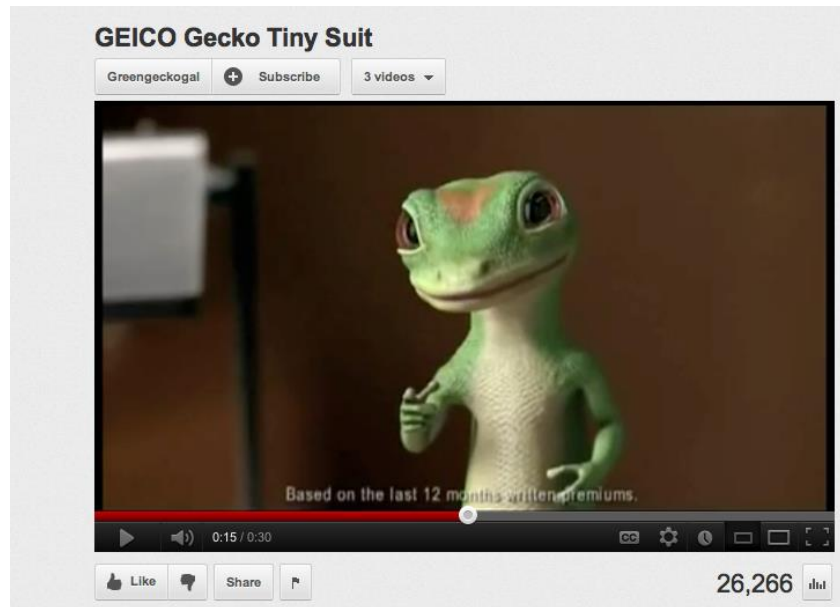 GEICO Gecko Tiny Suit
Greengeckogal Subscribe 3 videos
Based on the last 12 months written premiums.
0:15 / 0:30 CC
Like Share 26,266